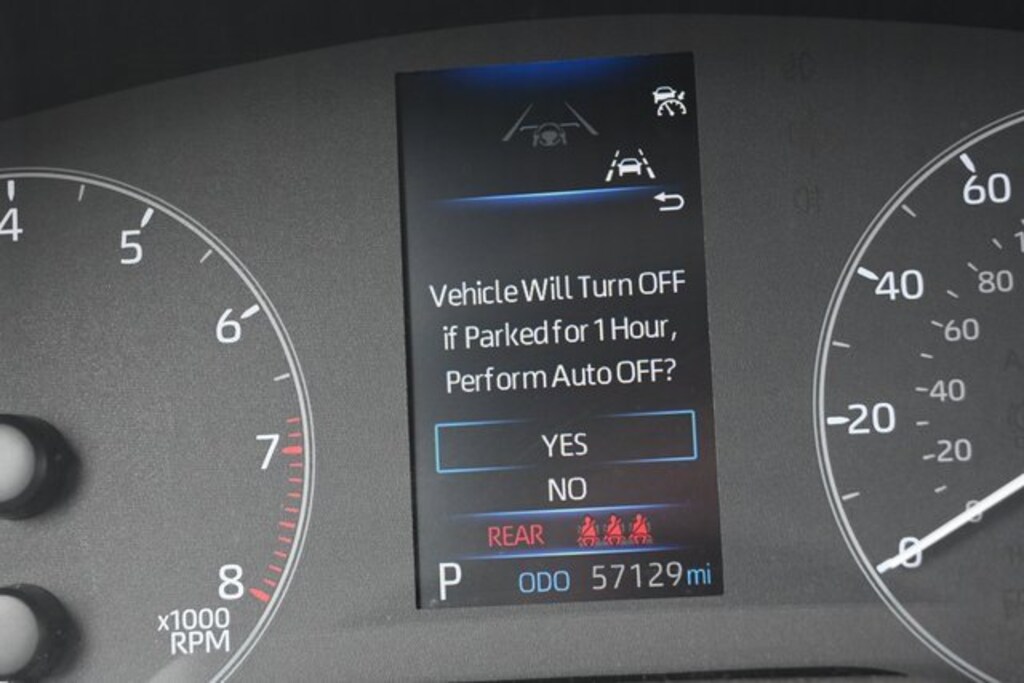 4
5
6
7
8
x1000
RPM
Vehicle Will Turn OFF
if Parked for 1 Hour,
Perform Auto OFF?
YES
NO
REAR
P ODO 57129 mi
60
40
20
0
80
60
40
20
0